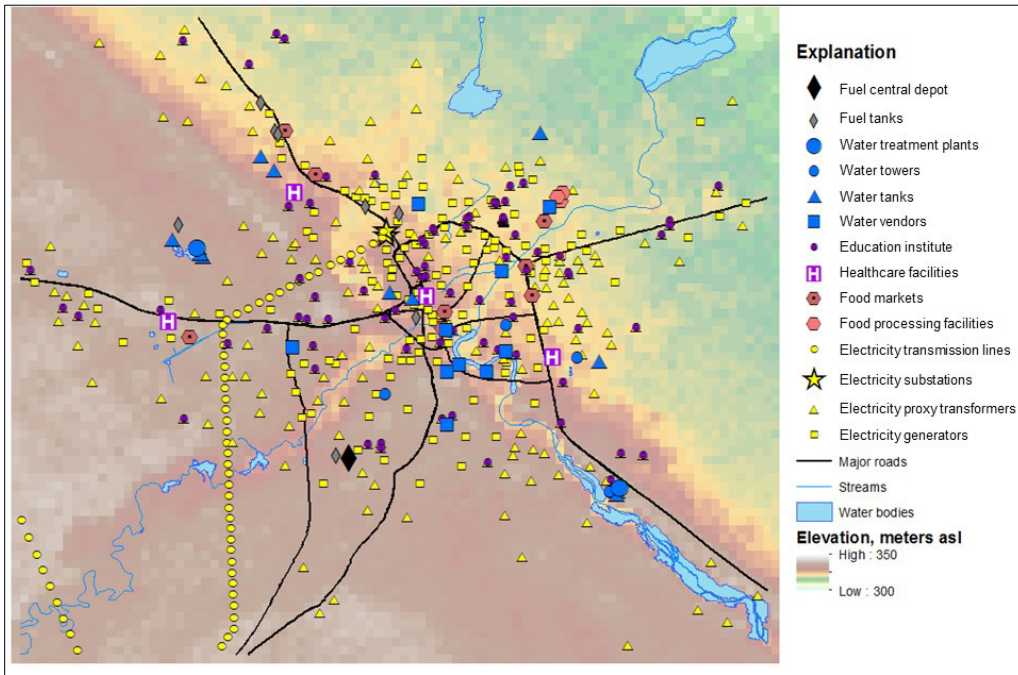 Explanation
Fuel central depot
Fuel tanks
Water treatment plants
Water towers
Water tanks
Water vendors
Education institute
H Healthcare facilities
Food markets
Food processing facilities
Electricity transmission lines
Electricity substations
Electricity proxy transformers
Electricity generators
Major roads
Streams
Water bodies
Elevation, meters asl
High : 350
Low : 300
H
H
H
H